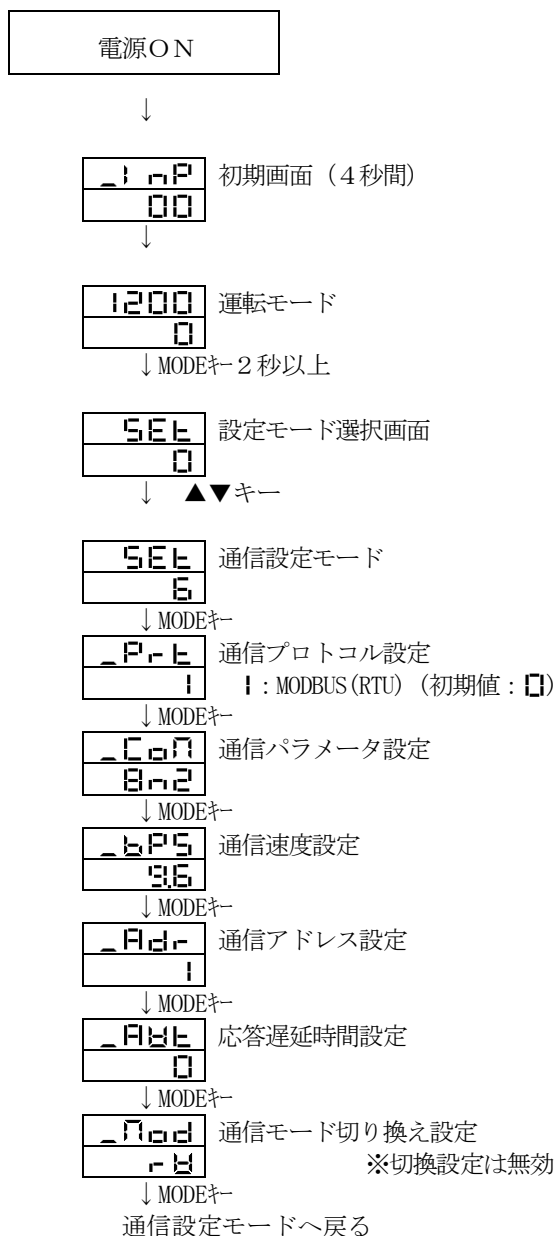 電源ON
↓
_InP 初期画面（４秒間）
00
↓
1200 運転モード
0
↓MODEｷｰ２秒以上
SEt 設定モード選択画面
0
↓ ▲▼キー
SEt 通信設定モード
6
↓MODEｷｰ
_Prt 通信プロトコル設定
1 1：MODBUS(RTU)（初期値：0）
↓MODEｷｰ
_CoM 通信パラメータ設定
8n2
↓MODEｷｰ
_bPS 通信速度設定
9.6
↓MODEｷｰ
_Adr 通信アドレス設定
1
↓MODEｷｰ
_AWt 応答遅延時間設定
0
↓MODEｷｰ
_Mod 通信モード切り換え設定
rW ※切換設定は無効
↓MODEｷｰ
通信設定モードへ戻る